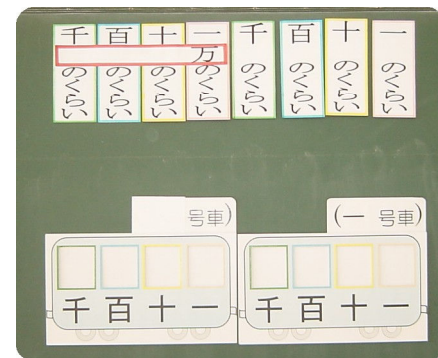 千のくらい
百のくらい
十のくらい
一万のくらい
千のくらい
百のくらい
十のくらい
一のくらい
号車)
(一 号車)
千 百 十 一
千 百 十 一